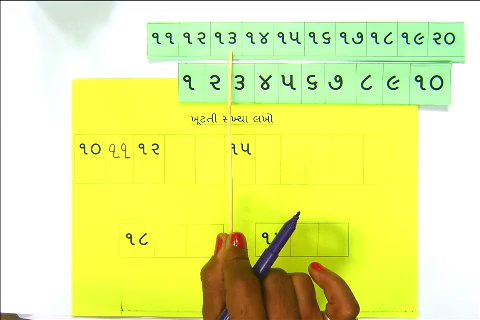 ૧૧ ૧૨ ૧૩ ૧૪ ૧૫ ૧૬ ૧૭ ૧૮ ૧૯ ૨૦
૧ ૨ ૩ ૪ ૫ ૬ ૭ ૮ ૯ ૧૦
ખૂટતી સંખ્યા લખો
૧૦ ૧૧ ૧૨ ૧૫
૧૮